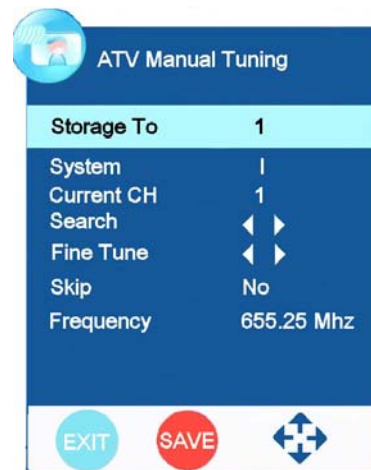 ATV Manual Tuning
Storage To 1
System I
Current CH 1
Search
Fine Tune
Skip No
Frequency 655.25 Mhz
EXIT SAVE